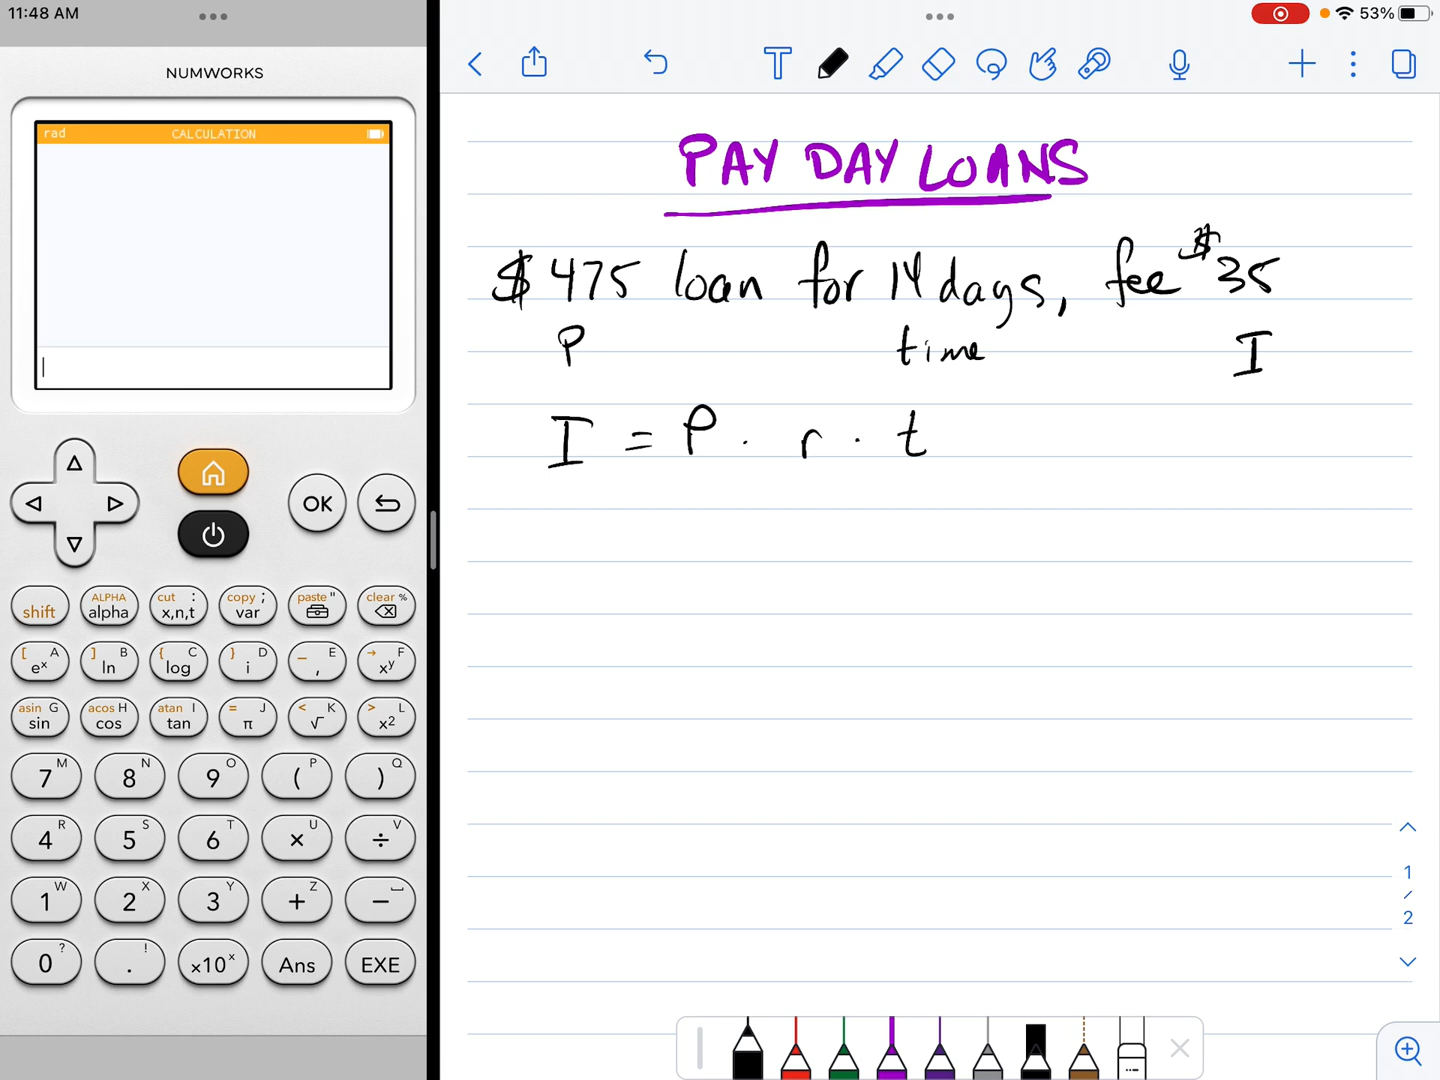 11:48 AM
53%
NUMWORKS
rad CALCULATION
OK
shift
ALPHA alpha
cut : x,n,t
copy ; var
paste "
clear %
[ A eˣ
] B ln
{ C log
} D i
_ E ,
→ F xʸ
asin G sin
acos H cos
atan I tan
= J π
< K √
> L x²
7 M
8 N
9 O
( P
) Q
4 R
5 S
6 T
× U
÷ V
1 W
2 X
3 Y
+ Z
−
0 ?
. !
×10ˣ
Ans
EXE
T
PAY DAY LOANS
$475 loan for 14 days, fee $35
P time I
I = P · r · t
1
/
2